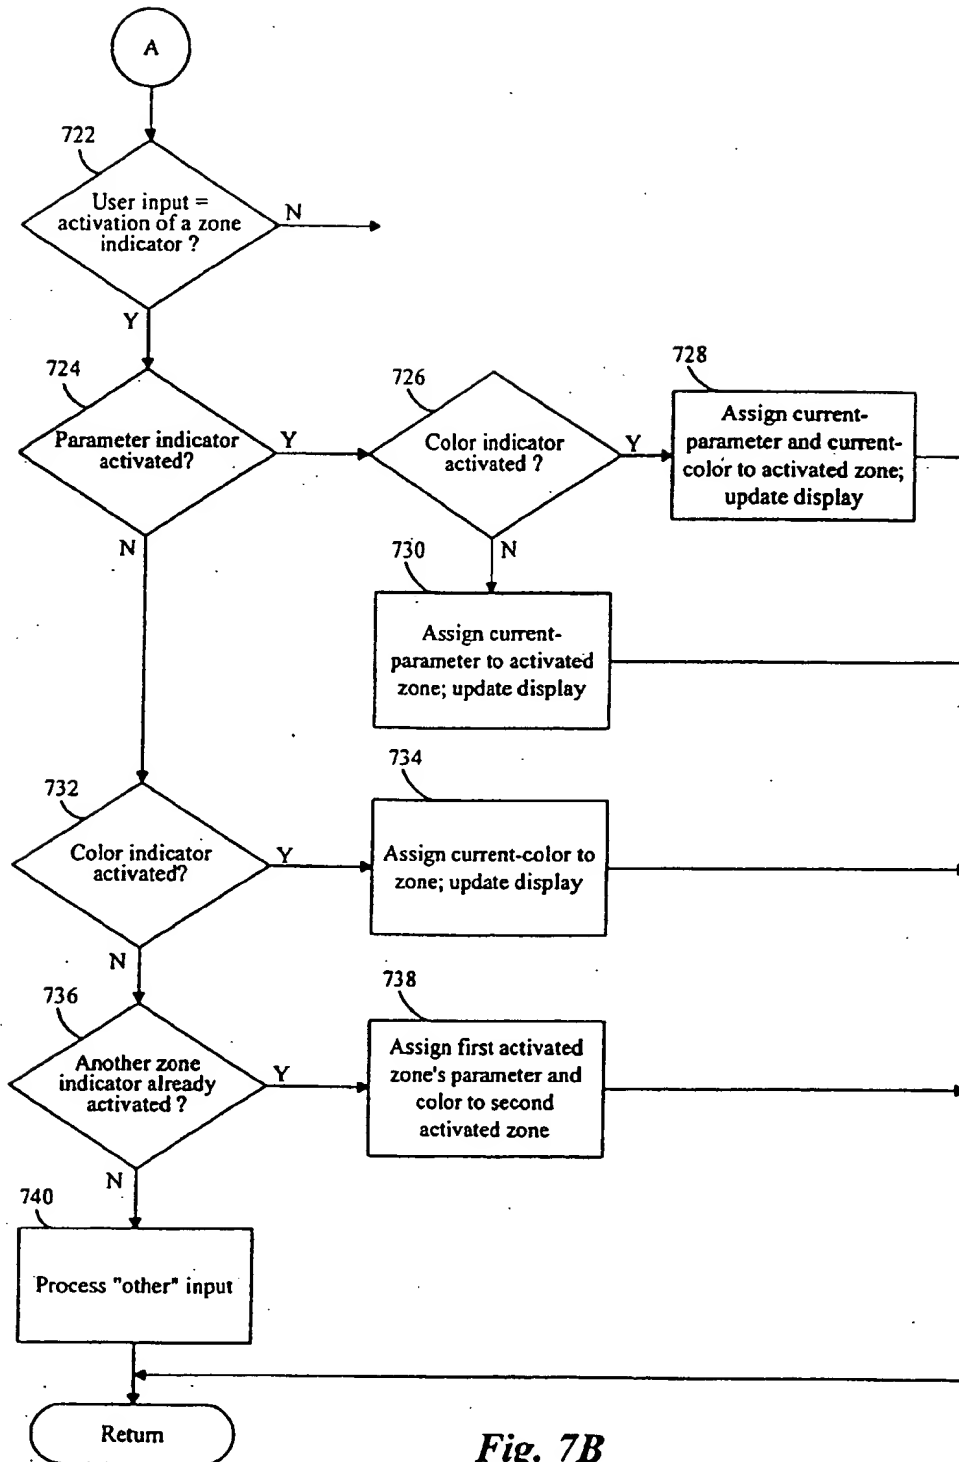 A
722
User input =
activation of a zone
indicator ?
N
Y
724
Parameter indicator
activated?
Y
726
Color indicator
activated ?
Y
728
Assign current-
parameter and current-
color to activated zone;
update display
N
N
730
Assign current-
parameter to activated
zone; update display
732
Color indicator
activated?
Y
734
Assign current-color to
zone; update display
N
736
Another zone
indicator already
activated ?
Y
738
Assign first activated
zone's parameter and
color to second
activated zone
N
740
Process "other" input
Return
Fig. 7B